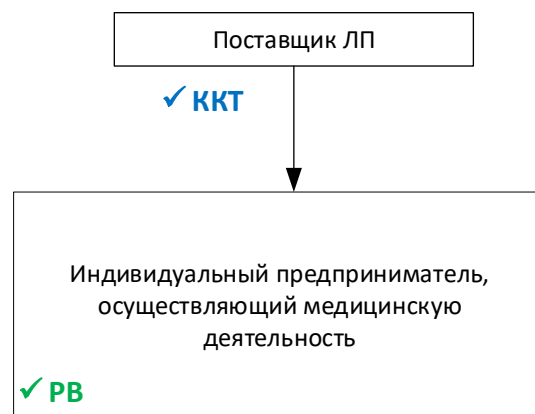 Поставщик ЛП
✓ ККТ
Индивидуальный предприниматель,
осуществляющий медицинскую
деятельность
✓ РВ